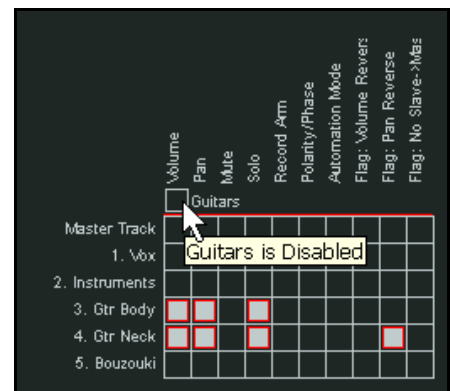 Volume
Pan
Mute
Solo
Record Arm
Polarity/Phase
Automation Mode
Flag: Volume Revers
Flag: Pan Reverse
Flag: No Slave->Mas
Guitars
Master Track
1. Vox
Guitars is Disabled
2. Instruments
3. Gtr Body
4. Gtr Neck
5. Bouzouki